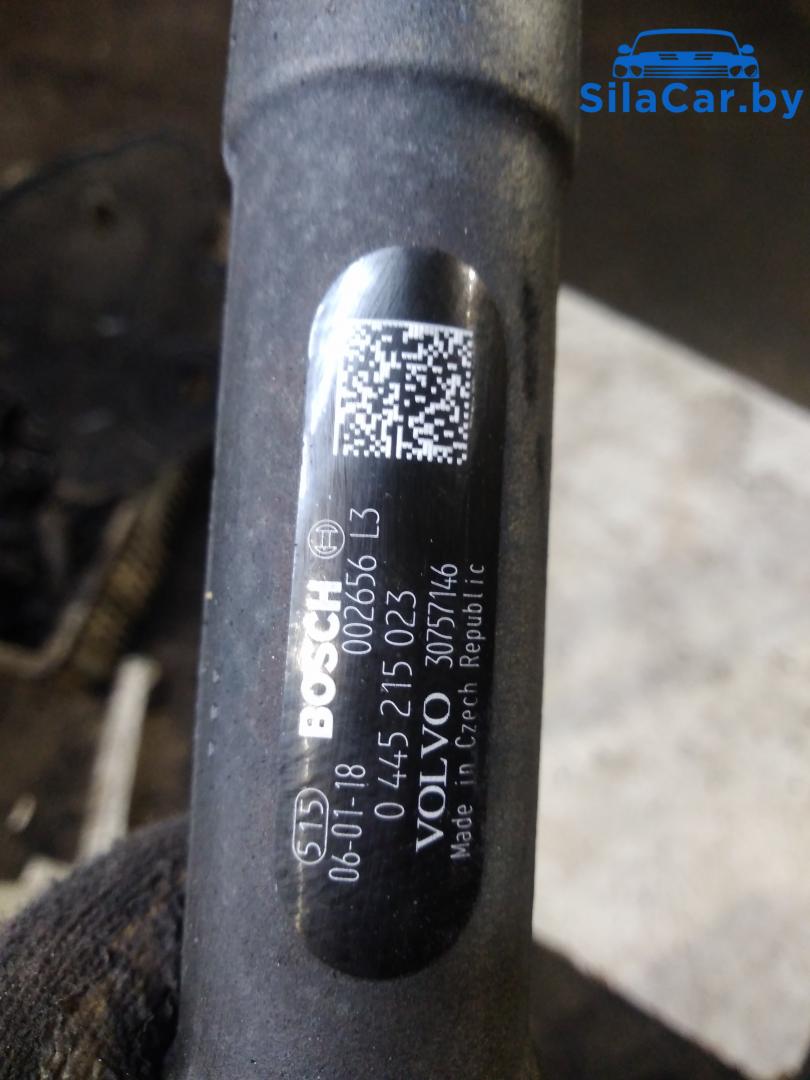 SilaCar.by
515 BOSCH
06-01-18 002656 L3
0 445 215 023
VOLVO 30757146
Made in Czech Republic